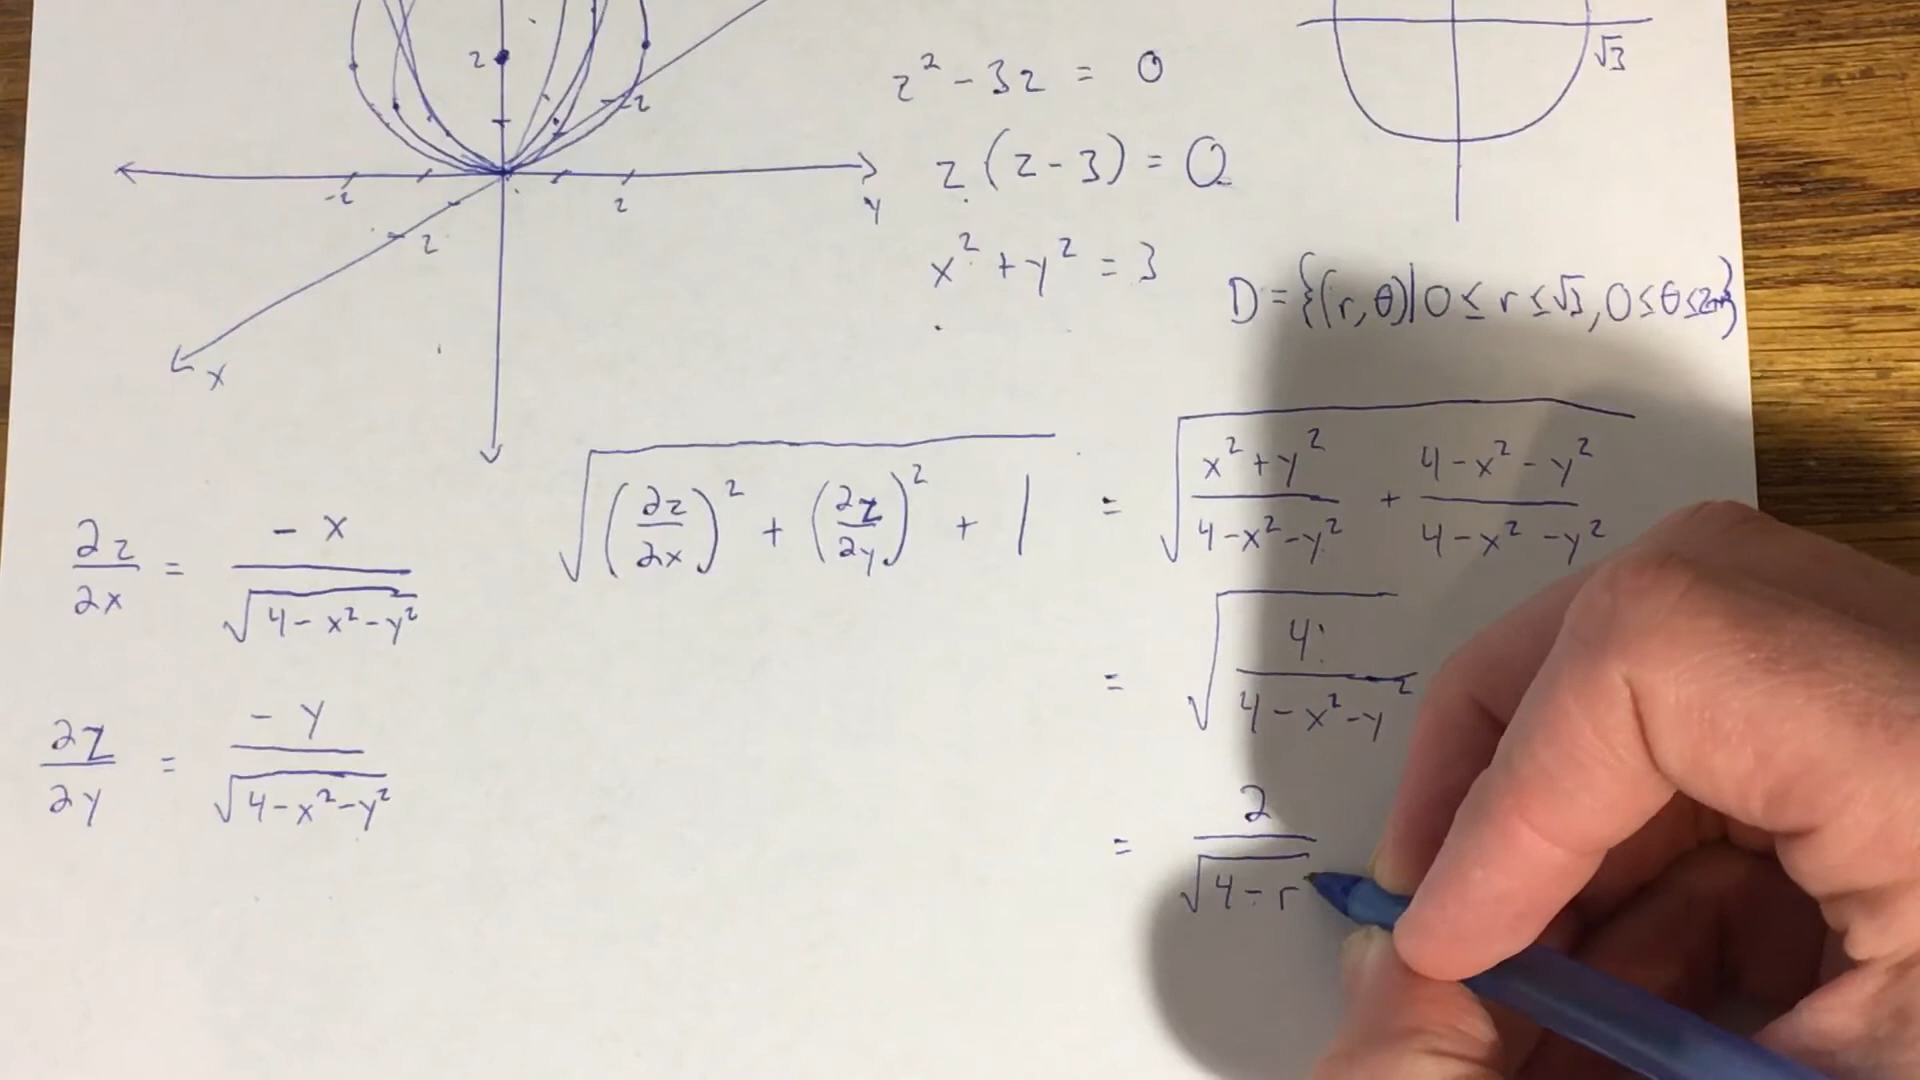 2
2
z² - 3z = 0
√3
-2
2
y
z(z-3) = 0
2
x
x² + y² = 3
D = {(r, θ) | 0 ≤ r ≤ √3, 0 ≤ θ ≤ 2π}
∂z/∂x = -x/√(4-x²-y²)
√((∂z/∂x)² + (∂z/∂y)² + 1) = √((x²+y²)/(4-x²-y²) + (4-x²-y²)/(4-x²-y²))
= √(4/(4-x²-y²))
∂z/∂y = -y/√(4-x²-y²)
= 2/√(4-r